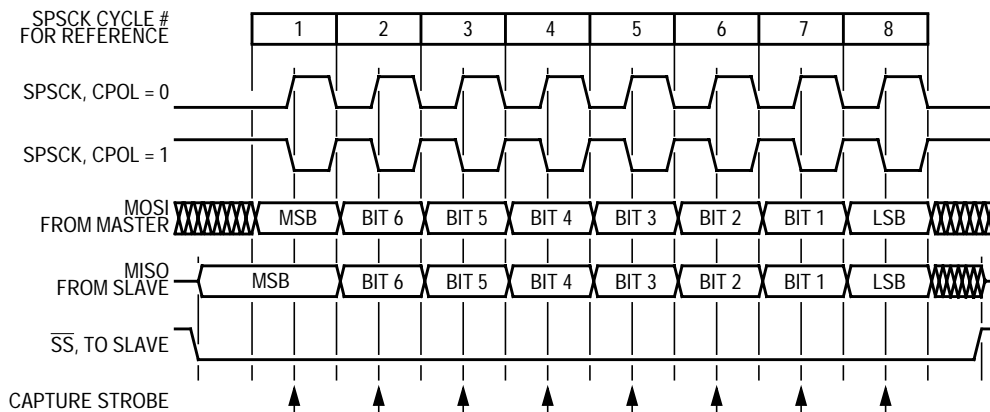 SPSCK CYCLE #
FOR REFERENCE
1 2 3 4 5 6 7 8
SPSCK, CPOL = 0
SPSCK, CPOL = 1
MOSI
FROM MASTER
MSB BIT 6 BIT 5 BIT 4 BIT 3 BIT 2 BIT 1 LSB
MISO
FROM SLAVE
MSB BIT 6 BIT 5 BIT 4 BIT 3 BIT 2 BIT 1 LSB
SS, TO SLAVE
CAPTURE STROBE